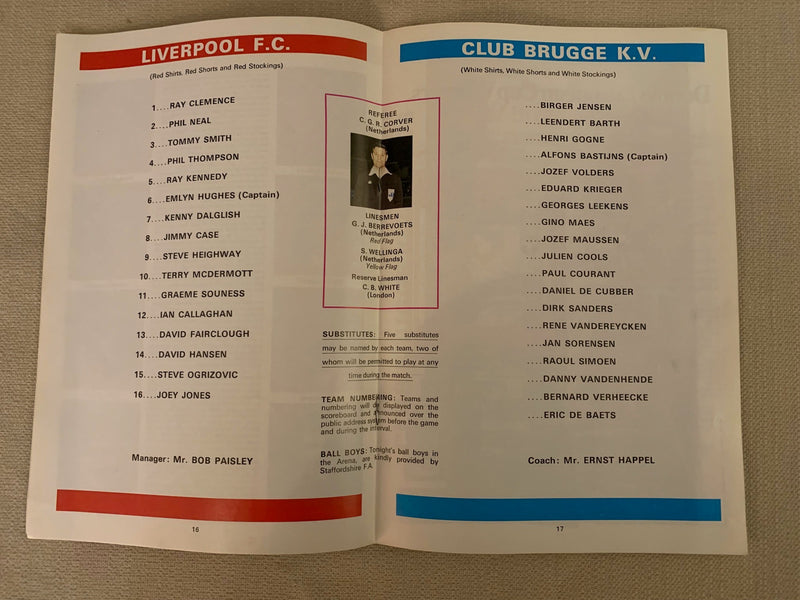 LIVERPOOL F.C.
(Red Shirts, Red Shorts and Red Stockings)
1....RAY CLEMENCE
2....PHIL NEAL
3....TOMMY SMITH
4....PHIL THOMPSON
5....RAY KENNEDY
6....EMLYN HUGHES (Captain)
7....KENNY DALGLISH
8....JIMMY CASE
9....STEVE HEIGHWAY
10....TERRY MCDERMOTT
11....GRAEME SOUNESS
12....IAN CALLAGHAN
13....DAVID FAIRCLOUGH
14....DAVID HANSEN
15....STEVE OGRIZOVIC
16....JOEY JONES
Manager: Mr. BOB PAISLEY
16
REFEREE
C. G. R. CORVER
(Netherlands)
LINESMEN
G. J. BERREVOETS
(Netherlands)
Red Flag
S. WELLINGA
(Netherlands)
Yellow Flag
Reserve Linesman
C. B. WHITE
(London)
SUBSTITUTES: Five substitutes
may be named by each team, two of
whom will be permitted to play at any
time during the match.
TEAM NUMBERING: Teams and
numbering will be displayed on the
scoreboard and announced over the
public address system before the game
and during the interval.
BALL BOYS: Tonight's ball boys in
the Arena, are kindly provided by
Staffordshire F.A.
CLUB BRUGGE K.V.
(White Shirts, White Shorts and White Stockings)
....BIRGER JENSEN
....LEENDERT BARTH
....HENRI GOGNE
....ALFONS BASTIJNS (Captain)
....JOZEF VOLDERS
....EDUARD KRIEGER
....GEORGES LEEKENS
....GINO MAES
....JOZEF MAUSSEN
....JULIEN COOLS
....PAUL COURANT
....DANIEL DE CUBBER
....DIRK SANDERS
....RENE VANDEREYCKEN
....JAN SORENSEN
....RAOUL SIMOEN
....DANNY VANDENHENDE
....BERNARD VERHEECKE
....ERIC DE BAETS
Coach: Mr. ERNST HAPPEL
17